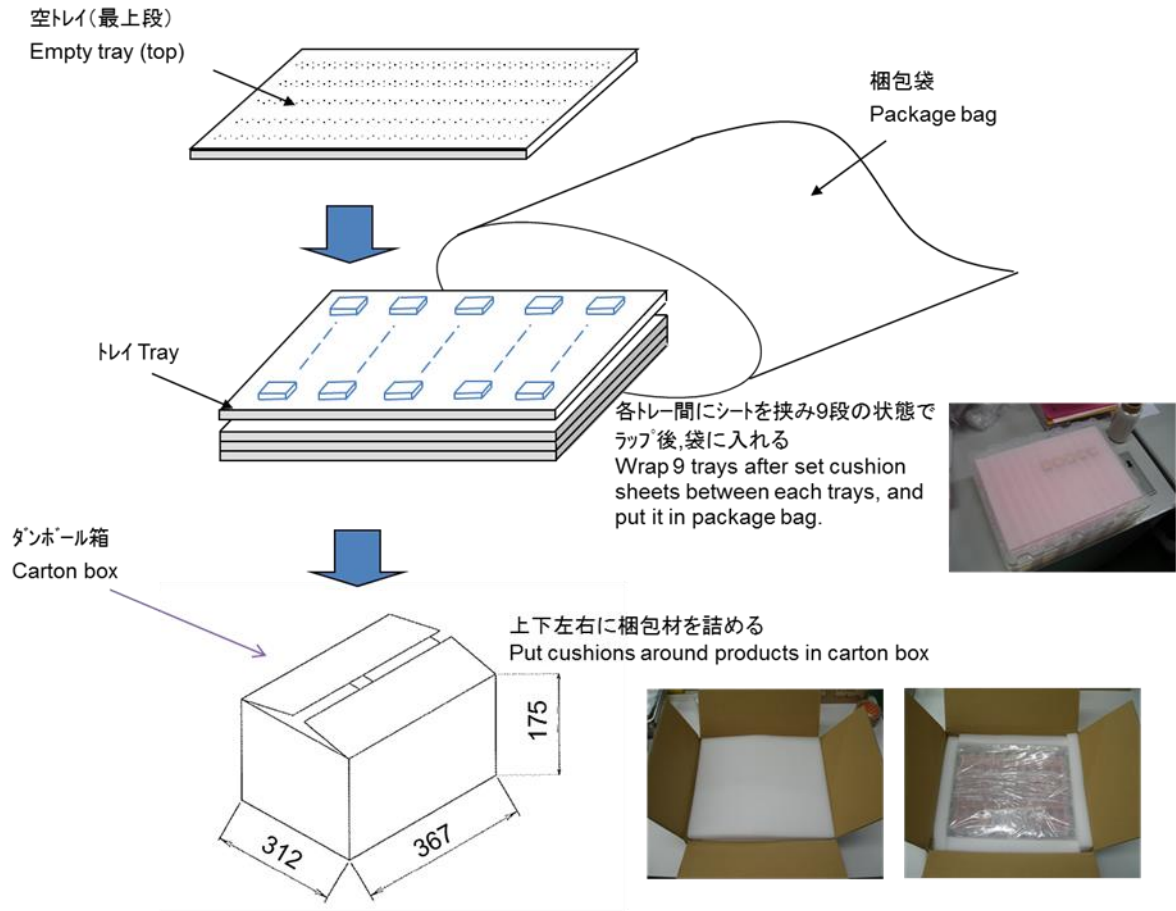 空トレイ(最上段)
Empty tray (top)
梱包袋
Package bag
トレイ Tray
各トレー間にシートを挟み9段の状態で
ラップ後,袋に入れる
Wrap 9 trays after set cushion
sheets between each trays, and
put it in package bag.
ダンボール箱
Carton box
上下左右に梱包材を詰める
Put cushions around products in carton box
175
312
367